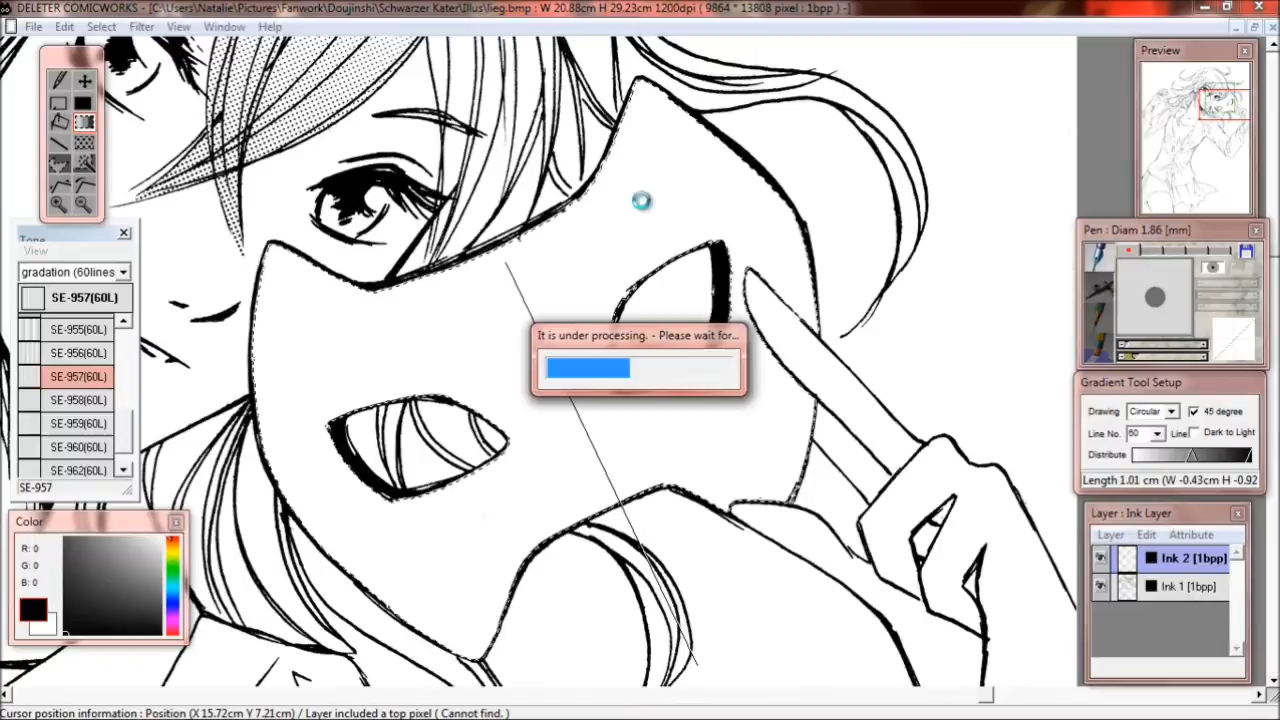 DELETER COMICWORKS - [C:\Users\Natalie\Pictures\Fanwork\Doujinshi\Schwarzer Kater\Illus\lieg.bmp : W 20.88cm H 29.23cm 1200dpi ( 9864 * 13808 pixel : 1bpp ) -]
File Edit Select Filter View Window Help
Preview
Tone
View
gradation (60lines
SE-957(60L)
SE-955(60L)
SE-956(60L)
SE-957(60L)
SE-958(60L)
SE-959(60L)
SE-960(60L)
SE-962(60L)
SE-957
Color
R: 0
G: 0
B: 0
It is under processing. - Please wait for...
Pen : Diam 1.86 [mm]
Gradient Tool Setup
Drawing Circular 45 degree
Line No. 60 Line Dark to Light
Distribute
Length 1.01 cm (W -0.43cm H -0.92
Layer : Ink Layer
Layer Edit Attribute
Ink 2 [1bpp]
Ink 1 [1bpp]
Cursor position information : Position (X 15.72cm Y 7.21cm) / Layer included a top pixel ( Cannot find. )